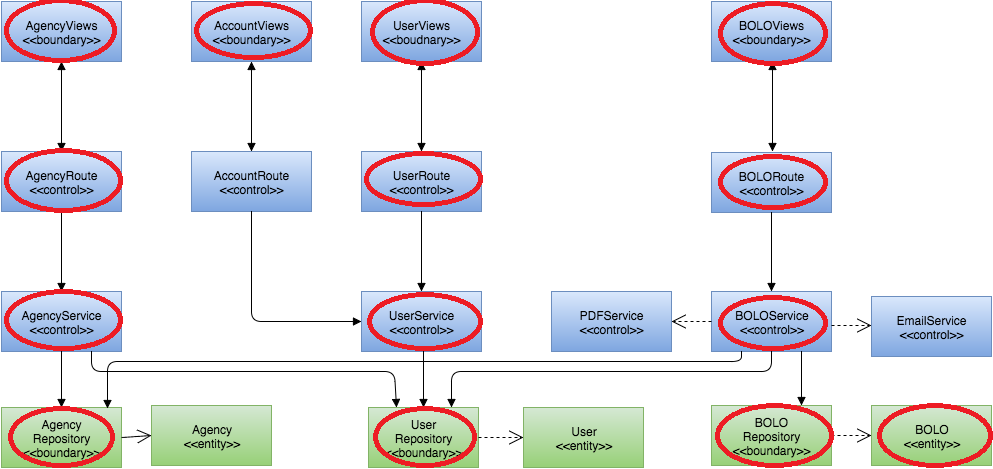 AgencyViews
<<boundary>>
AccountViews
<<boundary>>
UserViews
<<boudnary>>
BOLOViews
<<boundary>>
AgencyRoute
<<control>>
AccountRoute
<<control>>
UserRoute
<<control>>
BOLORoute
<<control>>
AgencyService
<<control>>
UserService
<<control>>
PDFService
<<control>>
BOLOService
<<control>>
EmailService
<<control>>
Agency
Repository
<<boundary>>
Agency
<<entity>>
User
Repository
<<boundary>>
User
<<entity>>
BOLO
Repository
<<boundary>>
BOLO
<<entity>>